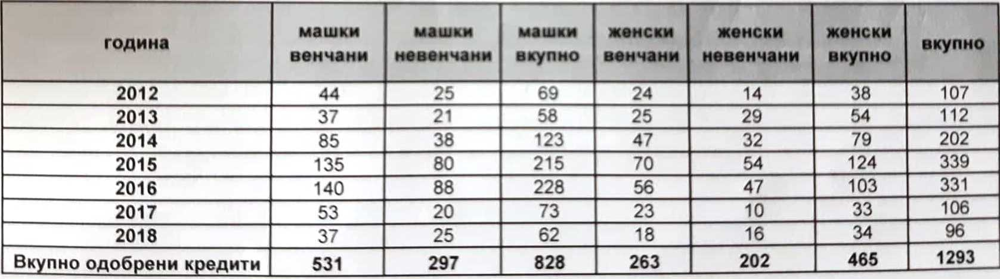 година машки венчани машки невенчани машки вкупно женски венчани женски невенчани женски вкупно вкупно
2012 44 25 69 24 14 38 107
2013 37 21 58 25 29 54 112
2014 85 38 123 47 32 79 202
2015 135 80 215 70 54 124 339
2016 140 88 228 56 47 103 331
2017 53 20 73 23 10 33 106
2018 37 25 62 18 16 34 96
Вкупно одобрени кредити 531 297 828 263 202 465 1293